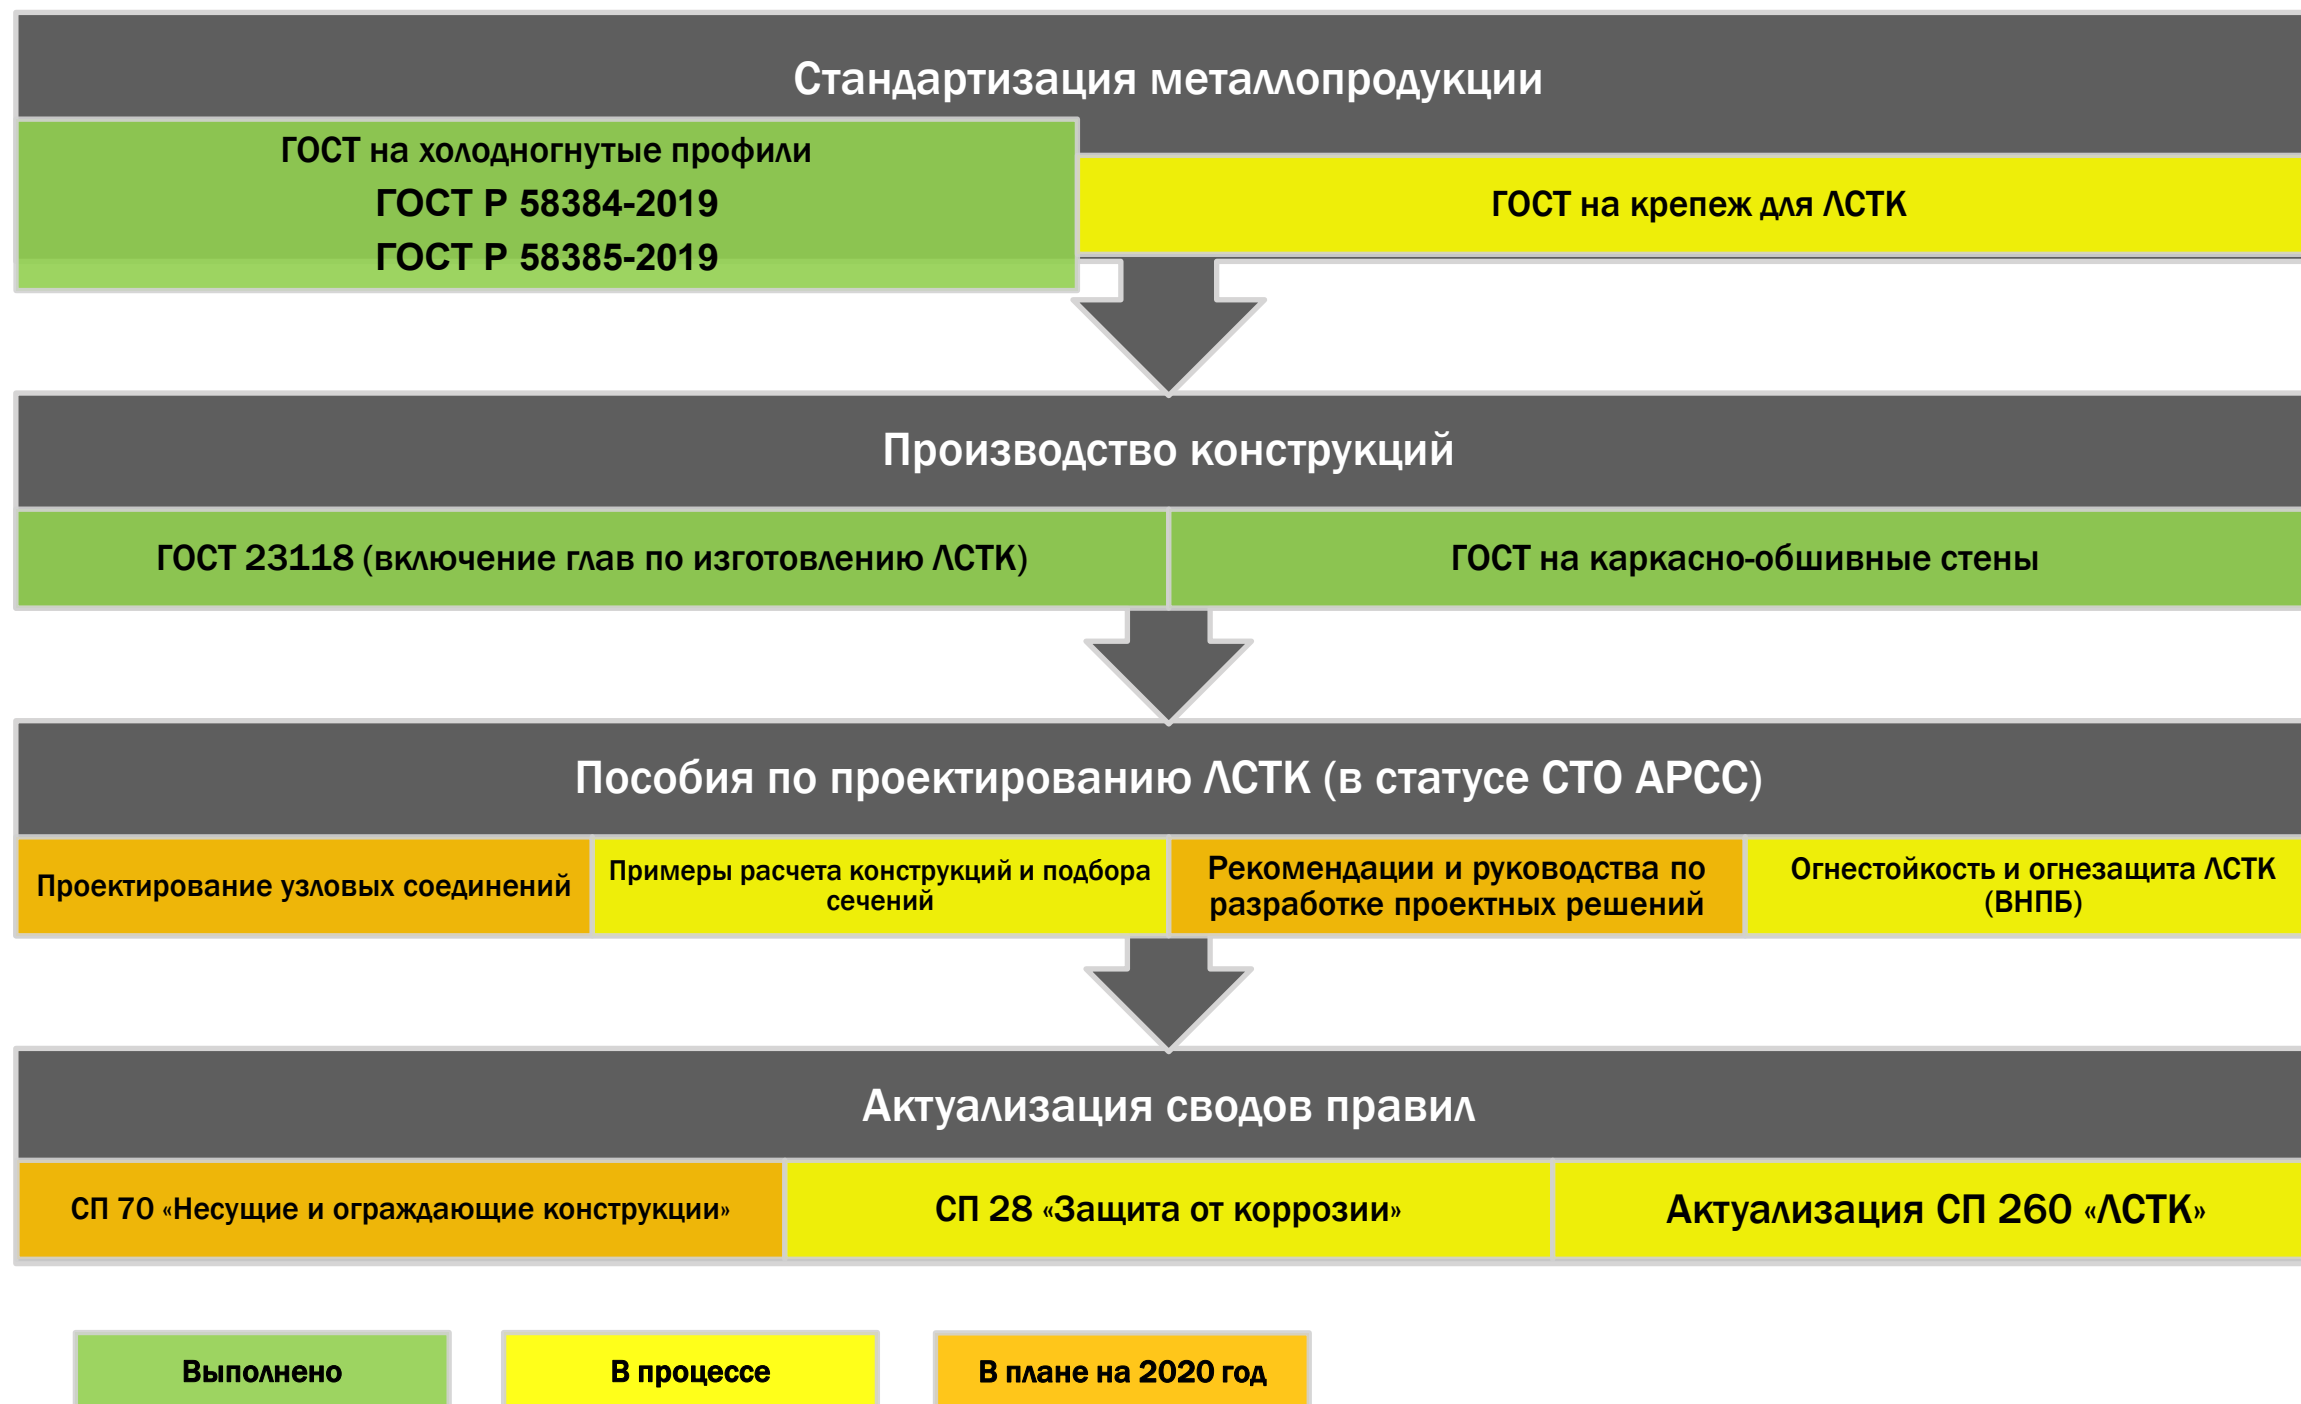 Стандартизация металлопродукции
ГОСТ на холодногнутые профили
ГОСТ Р 58384-2019
ГОСТ Р 58385-2019
ГОСТ на крепеж для ЛСТК
Производство конструкций
ГОСТ 23118 (включение глав по изготовлению ЛСТК)
ГОСТ на каркасно-обшивные стены
Пособия по проектированию ЛСТК (в статусе СТО АРСС)
Проектирование узловых соединений
Примеры расчета конструкций и подбора
сечений
Рекомендации и руководства по
разработке проектных решений
Огнестойкость и огнезащита ЛСТК
(ВНПБ)
Актуализация сводов правил
СП 70 «Несущие и ограждающие конструкции»
СП 28 «Защита от коррозии»
Актуализация СП 260 «ЛСТК»
Выполнено
В процессе
В плане на 2020 год